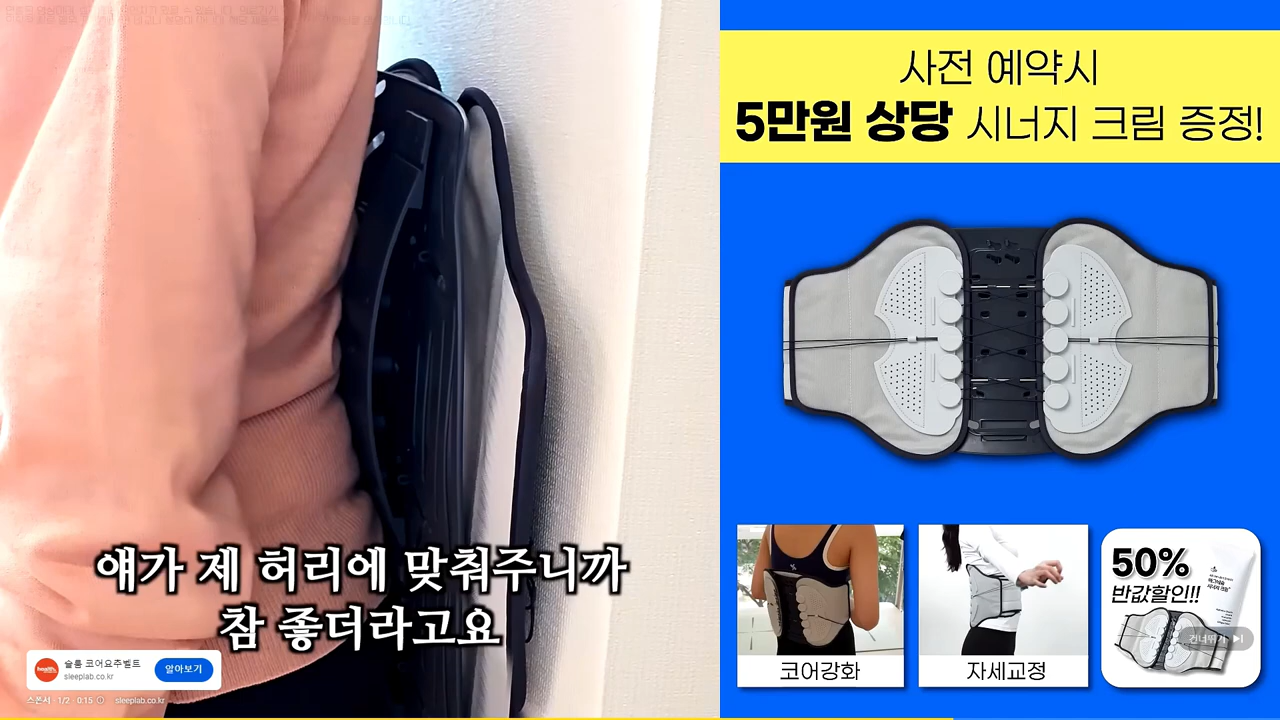 얘가 제 허리에 맞춰주니까
참 좋더라고요
health
슬룸 코어요추벨트
sleeplab.co.kr
알아보기
스폰서 · 1/2 · 0:15
sleeplab.co.kr
사전 예약시
5만원 상당 시너지 크림 증정!
코어강화
자세교정
50%
반값할인!!
건너뛰기